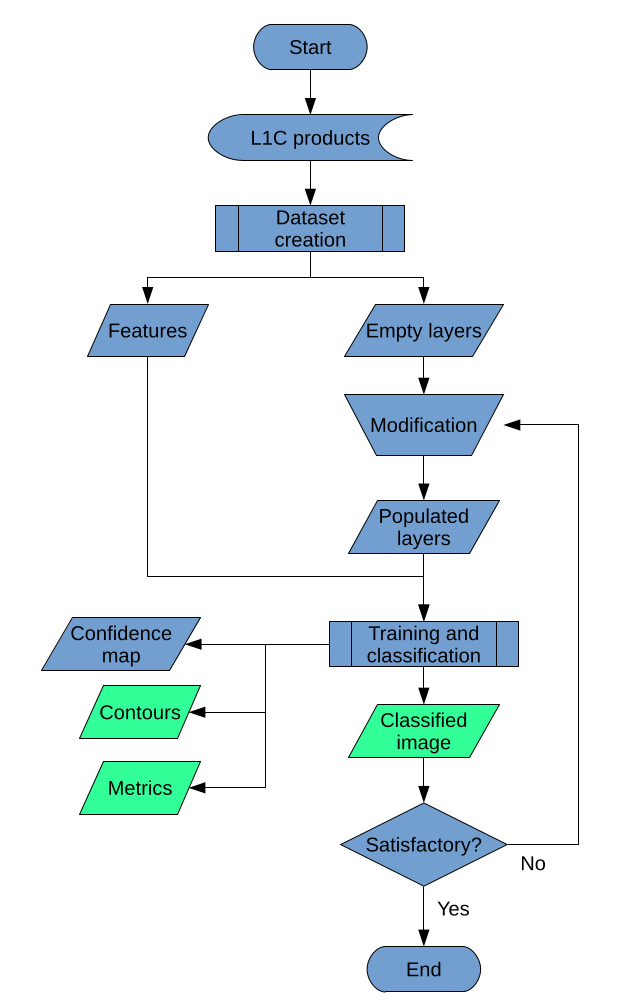 Start
L1C products
Dataset
creation
Features
Empty layers
Modification
Populated
layers
Confidence
map
Training and
classification
Contours
Classified
image
Metrics
Satisfactory?
No
Yes
End